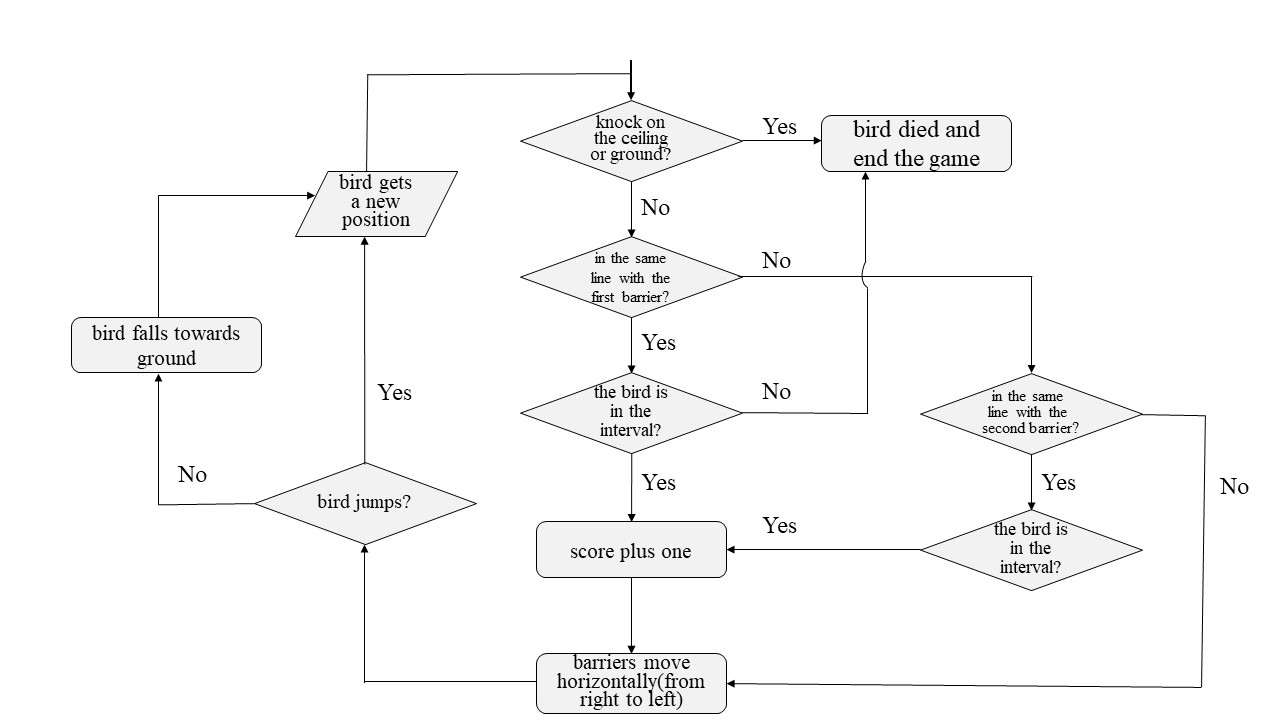 knock on
the ceiling
or ground?
Yes
bird died and
end the game
bird gets
a new
position
No
in the same
line with the
first barrier?
No
bird falls towards
ground
Yes
Yes
the bird is
in the
interval?
No
in the same
line with the
second barrier?
No
bird jumps?
Yes
Yes
No
score plus one
Yes
the bird is
in the
interval?
barriers move
horizontally(from
right to left)